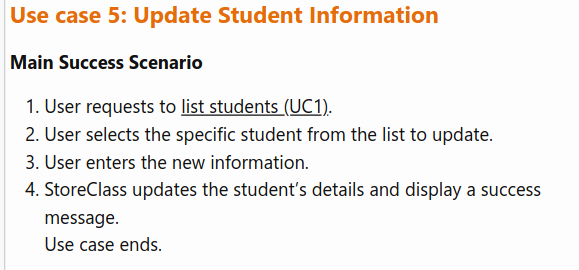 Use case 5: Update Student Information
Main Success Scenario
1. User requests to list students (UC1).
2. User selects the specific student from the list to update.
3. User enters the new information.
4. StoreClass updates the student’s details and display a success
message.
Use case ends.